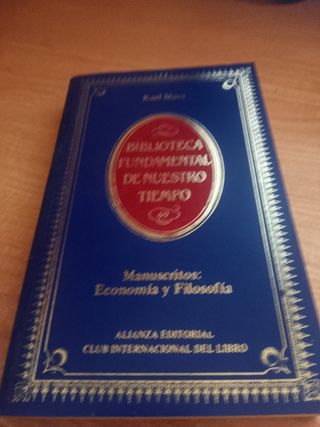 Karl Marx
BIBLIOTECA
FUNDAMENTAL
DE NUESTRO
TIEMPO
Manuscritos:
Economía y Filosofía
ALIANZA EDITORIAL
CLUB INTERNACIONAL DEL LIBRO